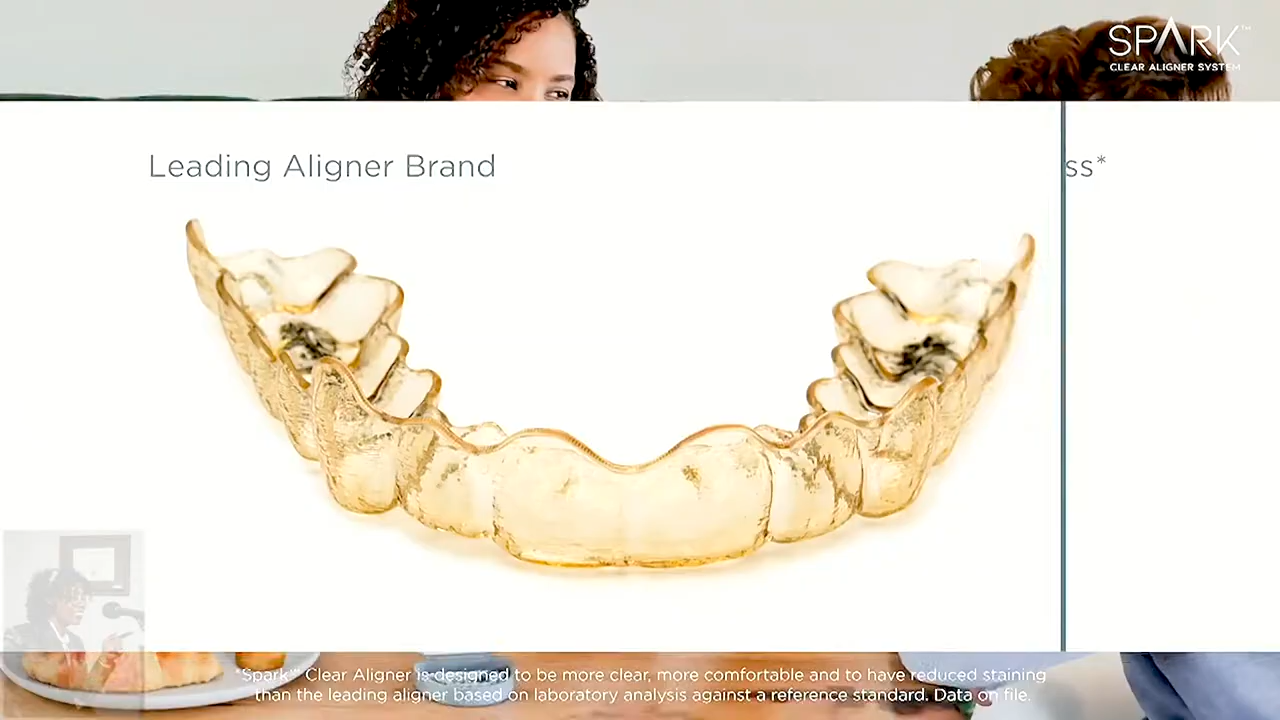 SPARK™
CLEAR ALIGNER SYSTEM
Leading Aligner Brand
ss*
*Spark™ Clear Aligner is designed to be more clear, more comfortable and to have reduced staining
than the leading aligner based on laboratory analysis against a reference standard. Data on file.